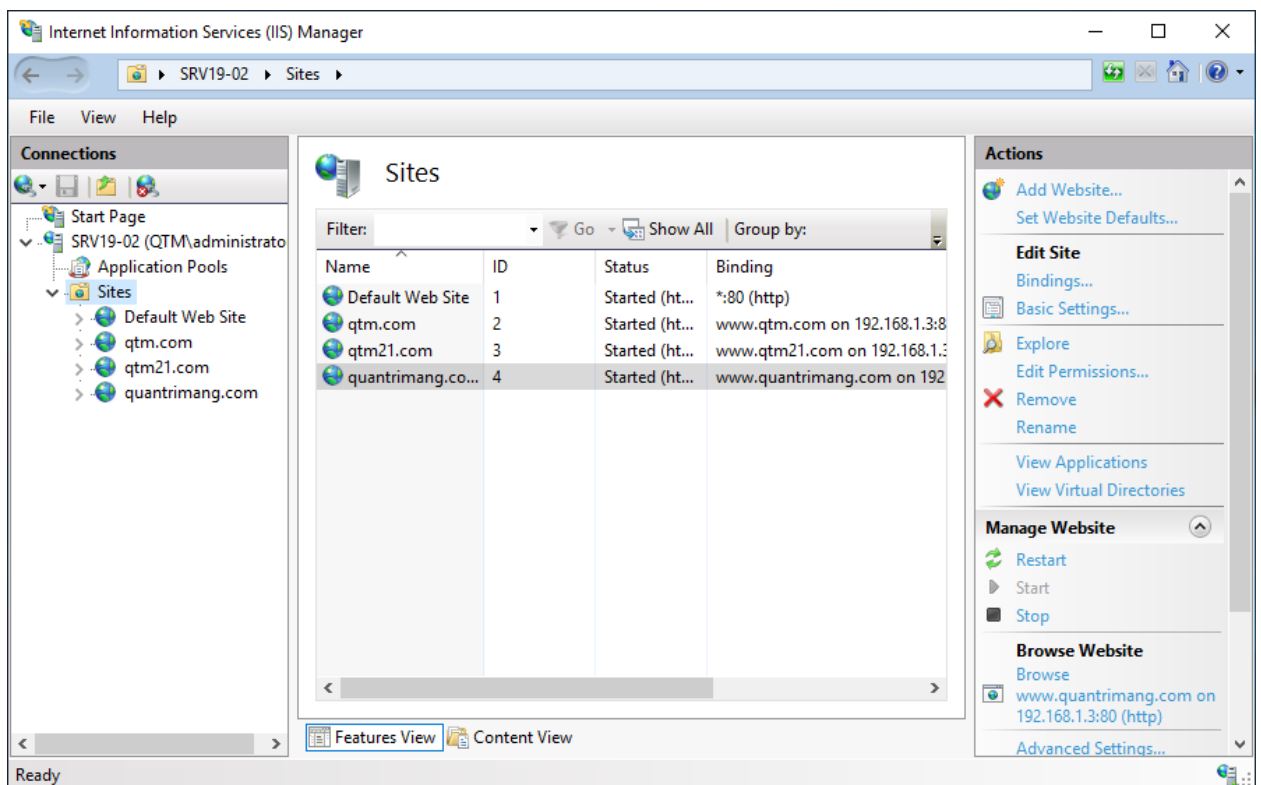 Internet Information Services (IIS) Manager
SRV19-02 Sites
File View Help
Connections
Start Page
SRV19-02 (QTM\administrato
Application Pools
Sites
Default Web Site
qtm.com
qtm21.com
quantrimang.com
Sites
Filter: Go Show All Group by:
Name ID Status Binding
Default Web Site 1 Started (ht... *:80 (http)
qtm.com 2 Started (ht... www.qtm.com on 192.168.1.3:8
qtm21.com 3 Started (ht... www.qtm21.com on 192.168.1.3
quantrimang.co... 4 Started (ht... www.quantrimang.com on 192
Features View Content View
Actions
Add Website...
Set Website Defaults...
Edit Site
Bindings...
Basic Settings...
Explore
Edit Permissions...
Remove
Rename
View Applications
View Virtual Directories
Manage Website
Restart
Start
Stop
Browse Website
Browse
www.quantrimang.com on
192.168.1.3:80 (http)
Advanced Settings...
Ready